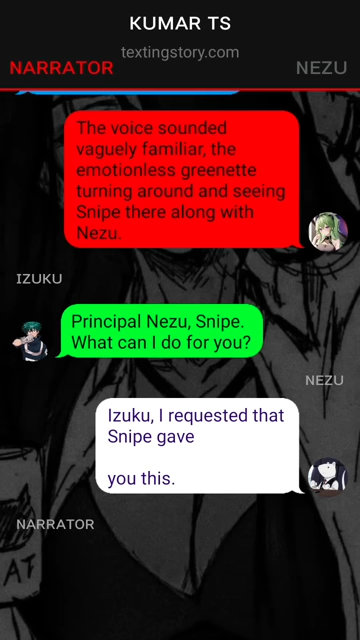 KUMAR TS
textingstory.com
NARRATOR
NEZU
The voice sounded
vaguely familiar, the
emotionless greenette
turning around and seeing
Snipe there along with
Nezu.
IZUKU
Principal Nezu, Snipe.
What can I do for you?
NEZU
Izuku, I requested that
Snipe gave
you this.
NARRATOR
AT